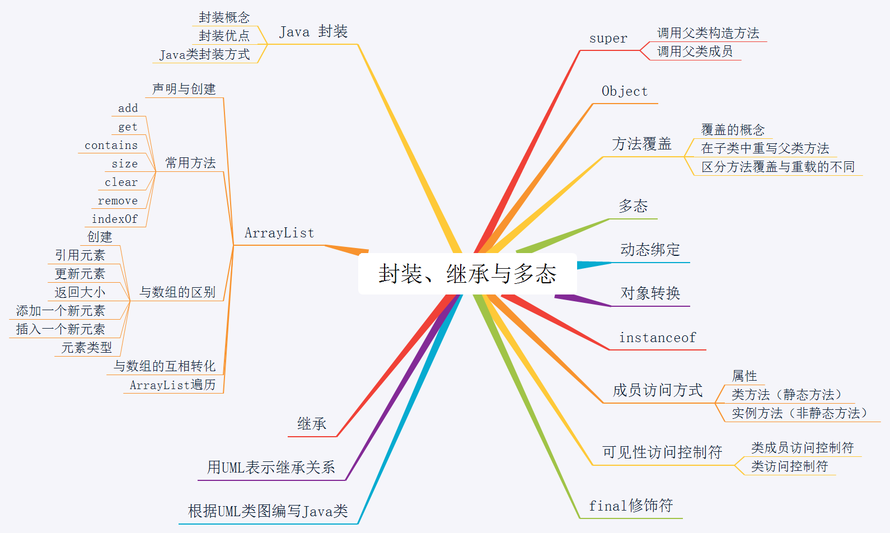 封装、继承与多态
super
调用父类构造方法
调用父类成员
Object
方法覆盖
覆盖的概念
在子类中重写父类方法
区分方法覆盖与重载的不同
多态
动态绑定
对象转换
instanceof
成员访问方式
属性
类方法（静态方法）
实例方法（非静态方法）
可见性访问控制符
类成员访问控制符
类访问控制符
final修饰符
Java 封装
封装概念
封装优点
Java类封装方式
ArrayList
声明与创建
常用方法
add
get
contains
size
clear
remove
indexOf
与数组的区别
创建
引用元素
更新元素
返回大小
添加一个新元素
插入一个新元索
元素类型
与数组的互相转化
ArrayList遍历
继承
用UML表示继承关系
根据UML类图编写Java类